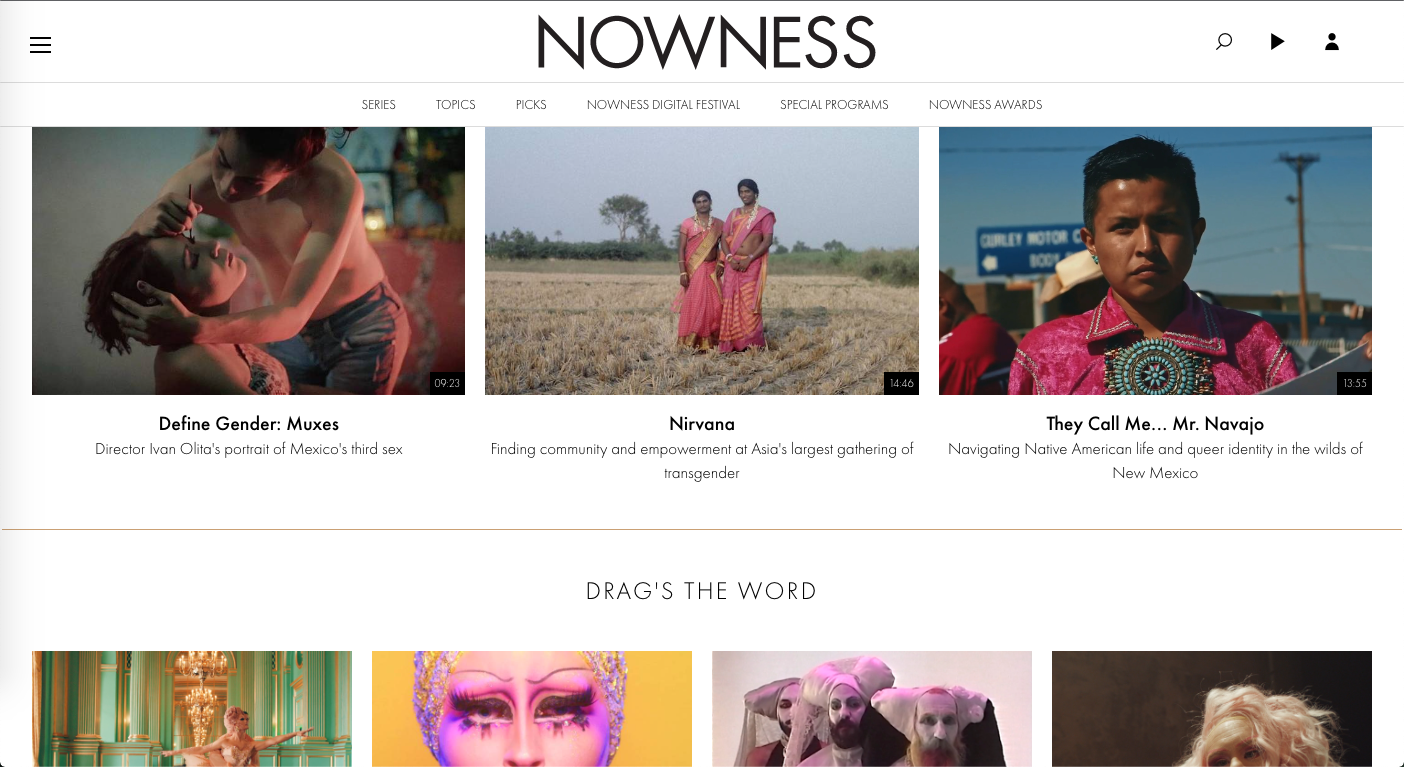 NOWNESS
SERIES
TOPICS
PICKS
NOWNESS DIGITAL FESTIVAL
SPECIAL PROGRAMS
NOWNESS AWARDS
CURLEY MOTOR C
BODY
09:23
14:46
13:55
Define Gender: Muxes
Director Ivan Olita's portrait of Mexico's third sex
Nirvana
Finding community and empowerment at Asia's largest gathering of
transgender
They Call Me... Mr. Navajo
Navigating Native American life and queer identity in the wilds of
New Mexico
DRAG'S THE WORD